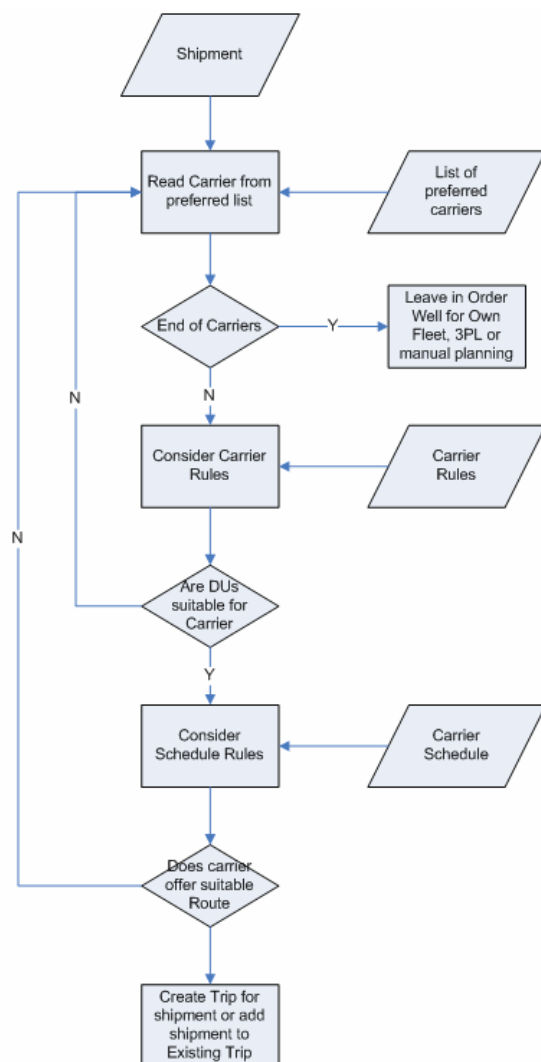 Shipment
Read Carrier from
preferred list
List of
preferred
carriers
End of Carriers
Y
Leave in Order
Well for Own
Fleet, 3PL or
manual planning
N
N
Consider Carrier
Rules
Carrier
Rules
N
Are DUs
suitable for
Carrier
Y
Consider
Schedule Rules
Carrier
Schedule
Does carrier
offer suitable
Route
Create Trip for
shipment or add
shipment to
Existing Trip